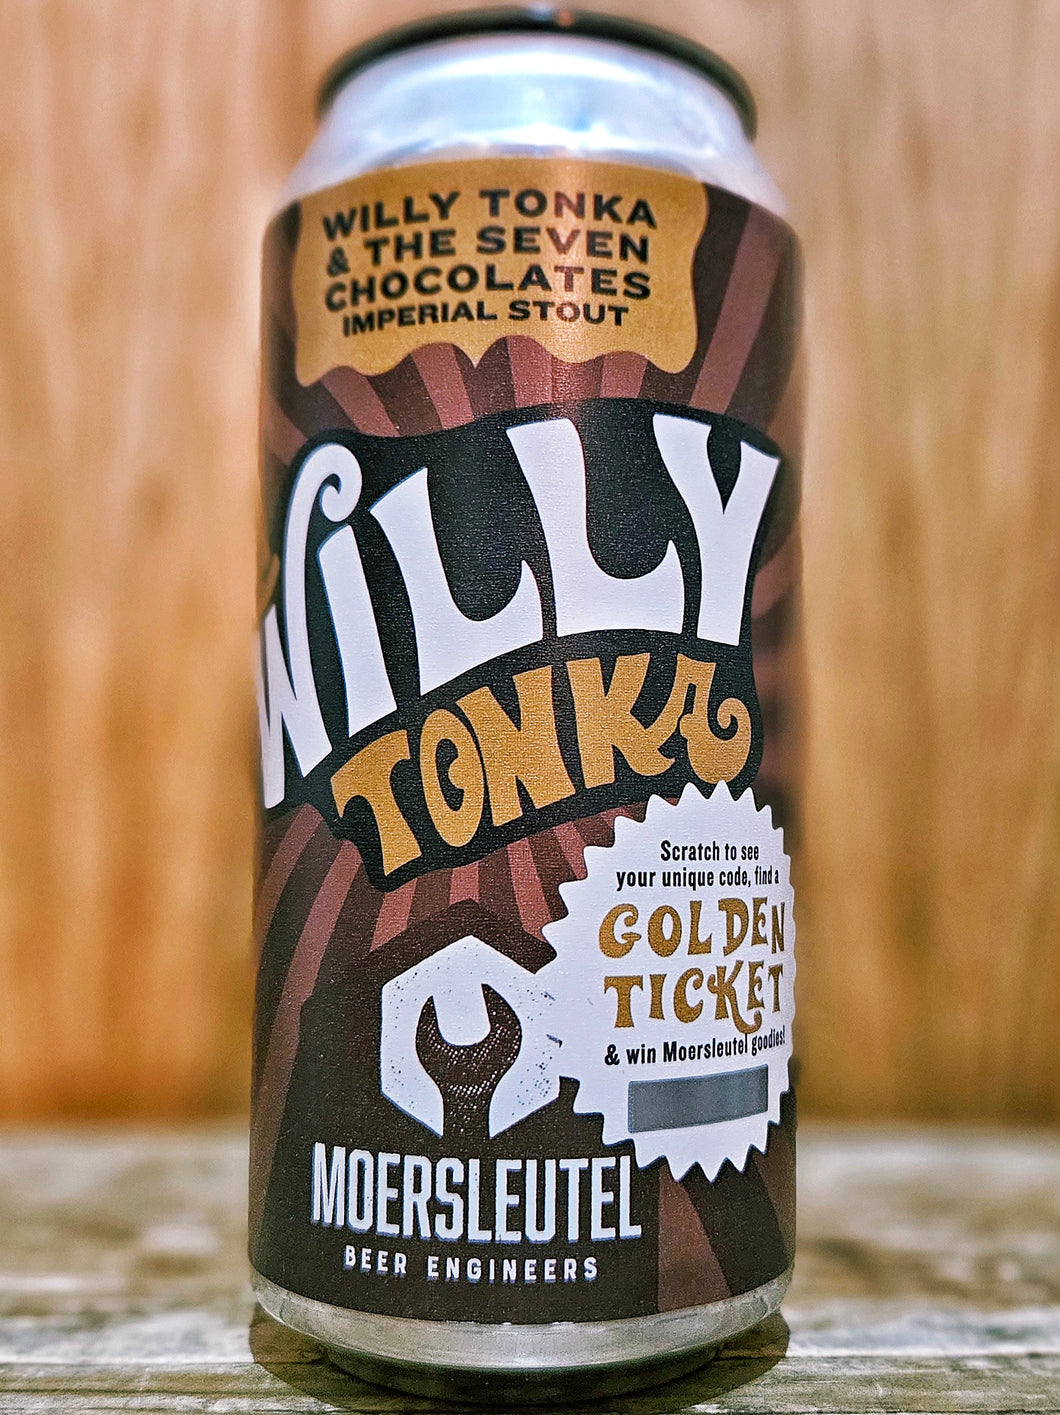 WILLY TONKA
& THE SEVEN
CHOCOLATES
IMPERIAL STOUT
WiLLY
TONKA
Scratch to see
your unique code, find a
GOLDEN
TICKET
& win Moersleutel goodies!
MOERSLEUTEL
BEER ENGINEERS